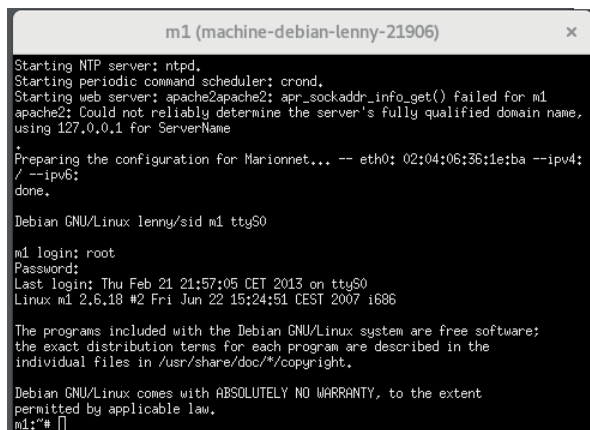 m1 (machine-debian-lenny-21906)
Starting NTP server: ntpd.
Starting periodic command scheduler: crond.
Starting web server: apache2apache2: apr_sockaddr_info_get() failed for m1
apache2: Could not reliably determine the server's fully qualified domain name,
using 127.0.0.1 for ServerName
.
Preparing the configuration for Marionnet... -- eth0: 02:04:06:36:1e:ba --ipv4:
/ --ipv6:
done.
Debian GNU/Linux lenny/sid m1 ttyS0
m1 login: root
Password:
Last login: Thu Feb 21 21:57:05 CET 2013 on ttyS0
Linux m1 2.6.18 #2 Fri Jun 22 15:24:51 CEST 2007 i686
The programs included with the Debian GNU/Linux system are free software;
the exact distribution terms for each program are described in the
individual files in /usr/share/doc/*/copyright.
Debian GNU/Linux comes with ABSOLUTELY NO WARRANTY, to the extent
permitted by applicable law.
m1:~#